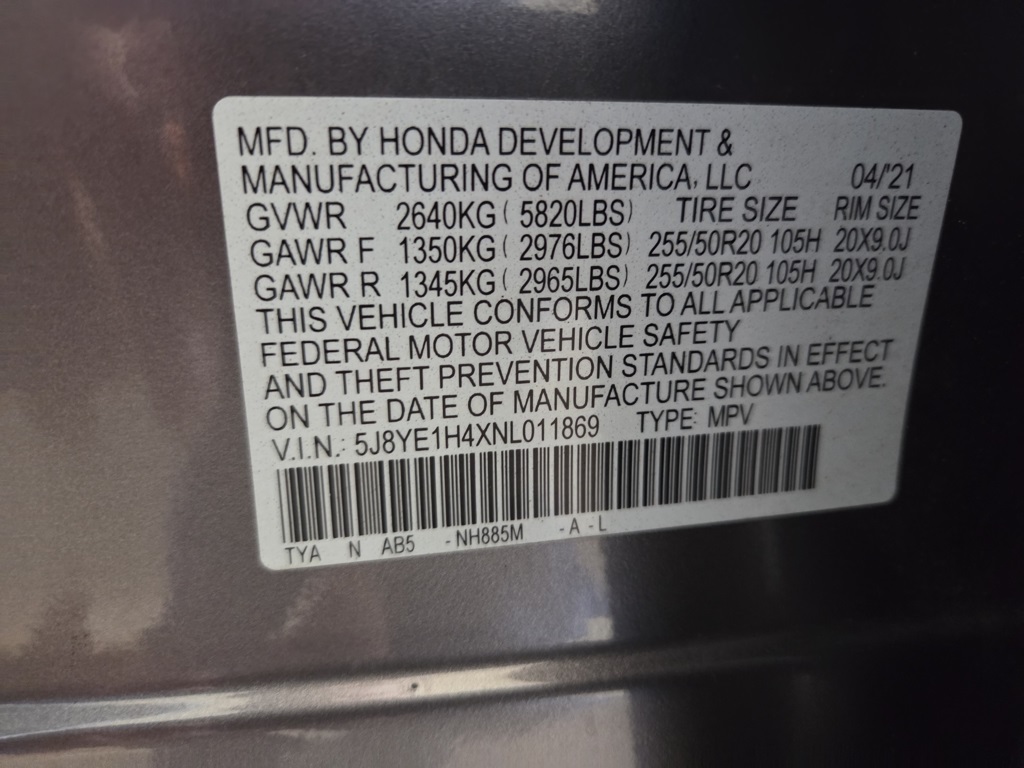 MFD. BY HONDA DEVELOPMENT &
MANUFACTURING OF AMERICA, LLC 04/'21
GVWR 2640KG ( 5820LBS) TIRE SIZE RIM SIZE
GAWR F 1350KG ( 2976LBS) 255/50R20 105H 20X9.0J
GAWR R 1345KG ( 2965LBS) 255/50R20 105H 20X9.0J
THIS VEHICLE CONFORMS TO ALL APPLICABLE
FEDERAL MOTOR VEHICLE SAFETY
AND THEFT PREVENTION STANDARDS IN EFFECT
ON THE DATE OF MANUFACTURE SHOWN ABOVE.
V.I.N.: 5J8YE1H4XNL011869 TYPE: MPV
TYA N AB5 -NH885M -A -L